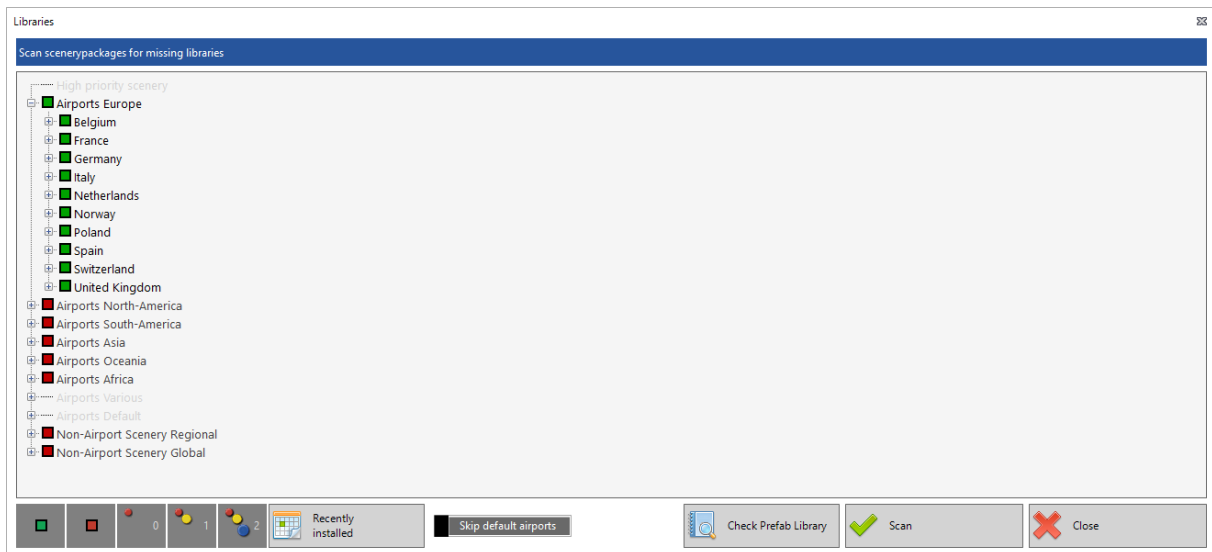 Libraries
Scan scenerypackages for missing libraries
High priority scenery
Airports Europe
Belgium
France
Germany
Italy
Netherlands
Norway
Poland
Spain
Switzerland
United Kingdom
Airports North-America
Airports South-America
Airports Asia
Airports Oceania
Airports Africa
Airports Various
Airports Default
Non-Airport Scenery Regional
Non-Airport Scenery Global
0
1
2
Recently
installed
Skip default airports
Check Prefab Library
Scan
Close